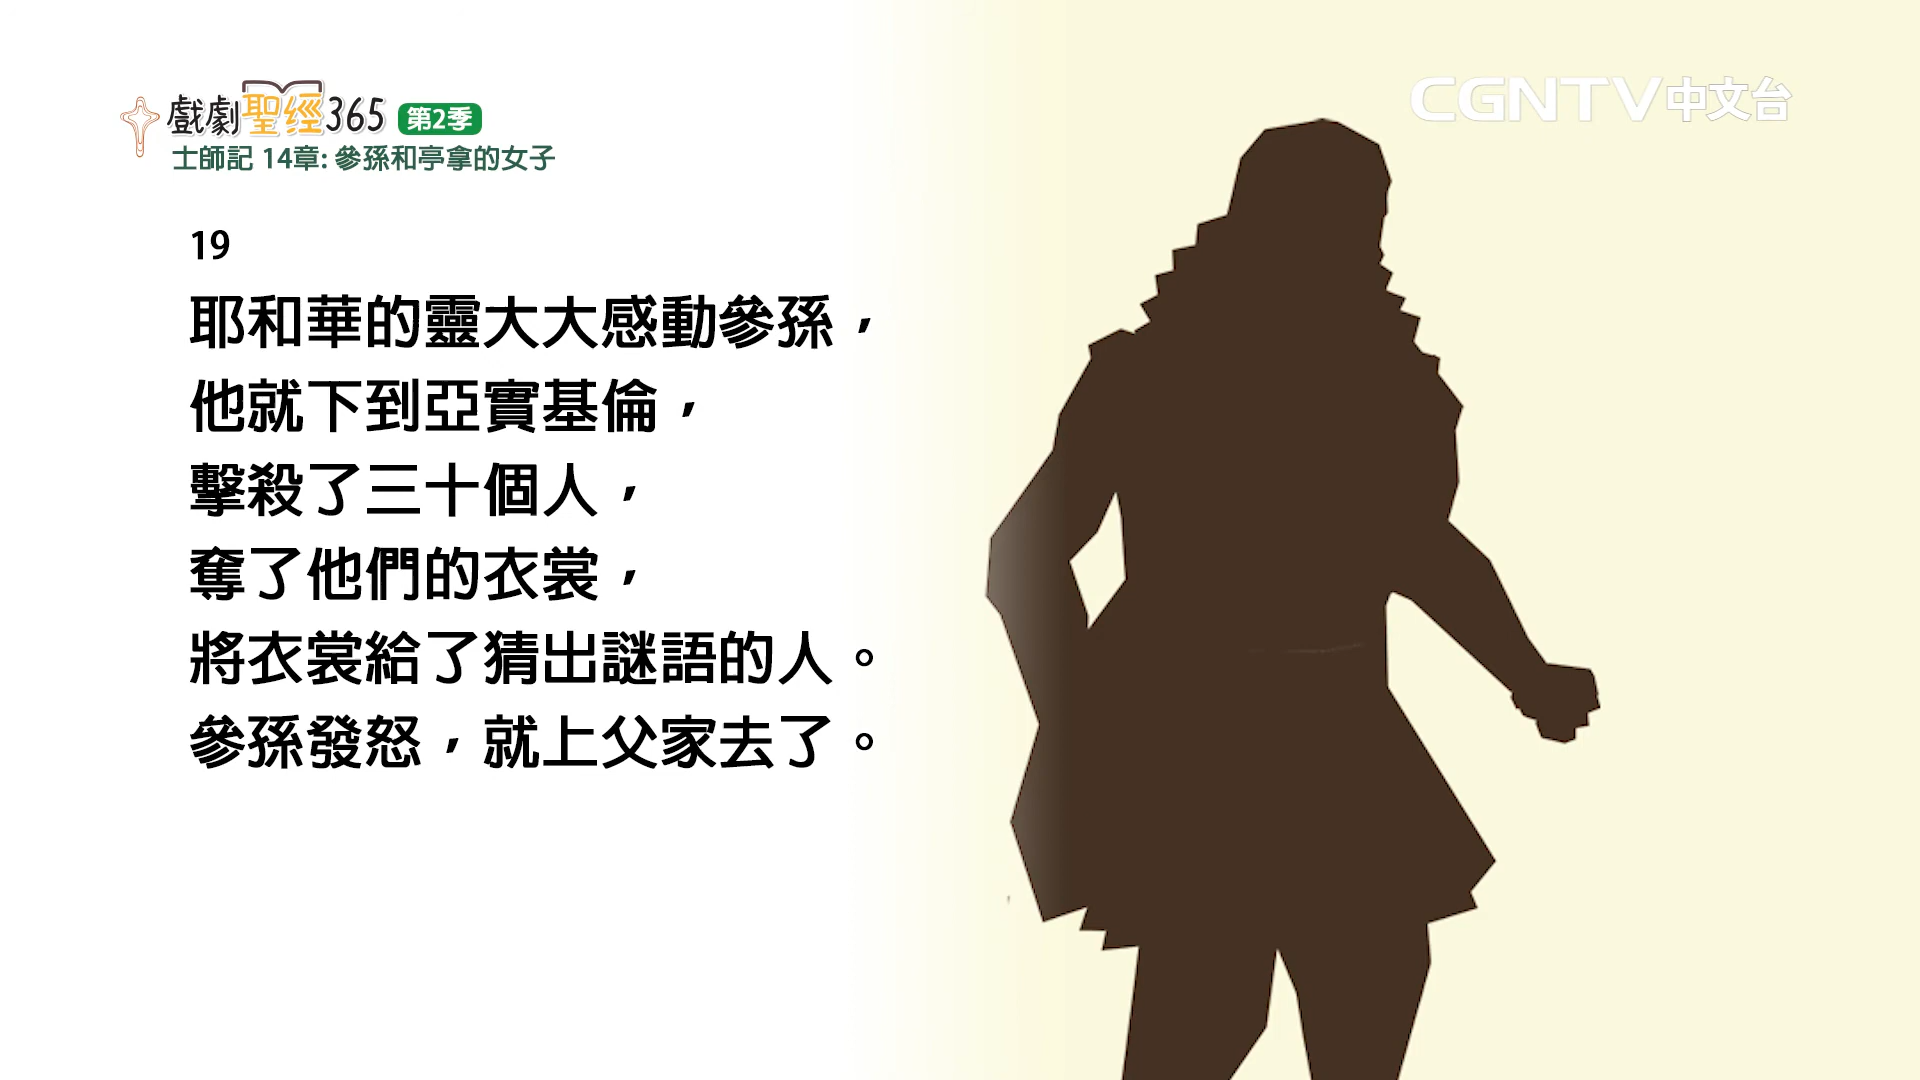 戲劇聖經365 第2季
CGNTV中文台
士師記 14章: 參孫和亭拿的女子
19
耶和華的靈大大感動參孫，
他就下到亞實基倫，
擊殺了三十個人，
奪了他們的衣裳，
將衣裳給了猜出謎語的人。
參孫發怒，就上父家去了。